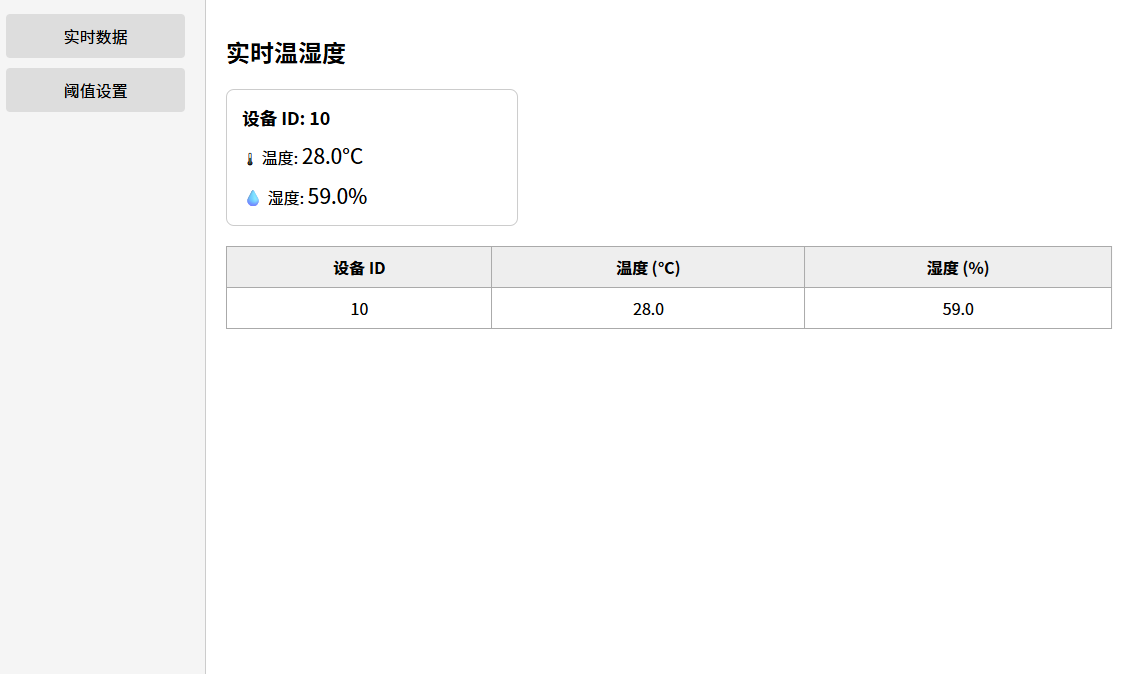 实时数据
阈值设置
实时温湿度
设备 ID: 10
🌡 温度: 28.0°C
💧 湿度: 59.0%
设备 ID 温度 (°C) 湿度 (%)
10 28.0 59.0